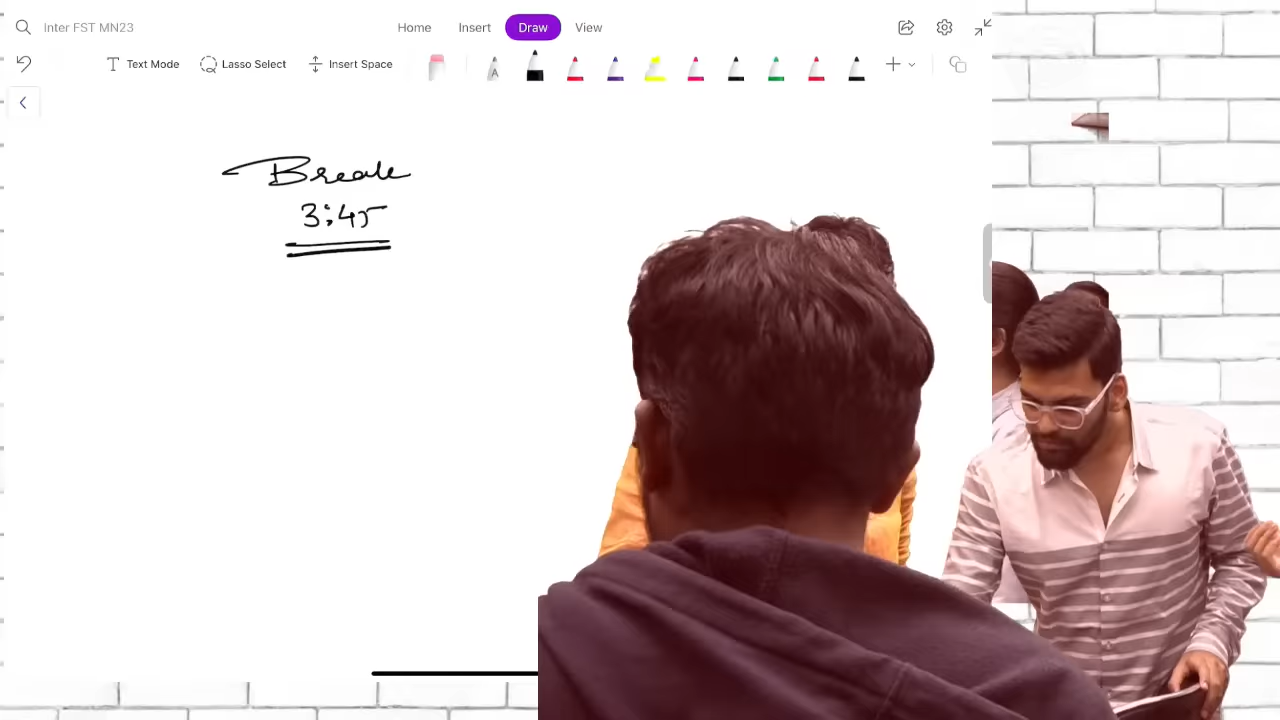 Inter FST MN23
Home Insert Draw View
Text Mode Lasso Select Insert Space
A
Break
3:45